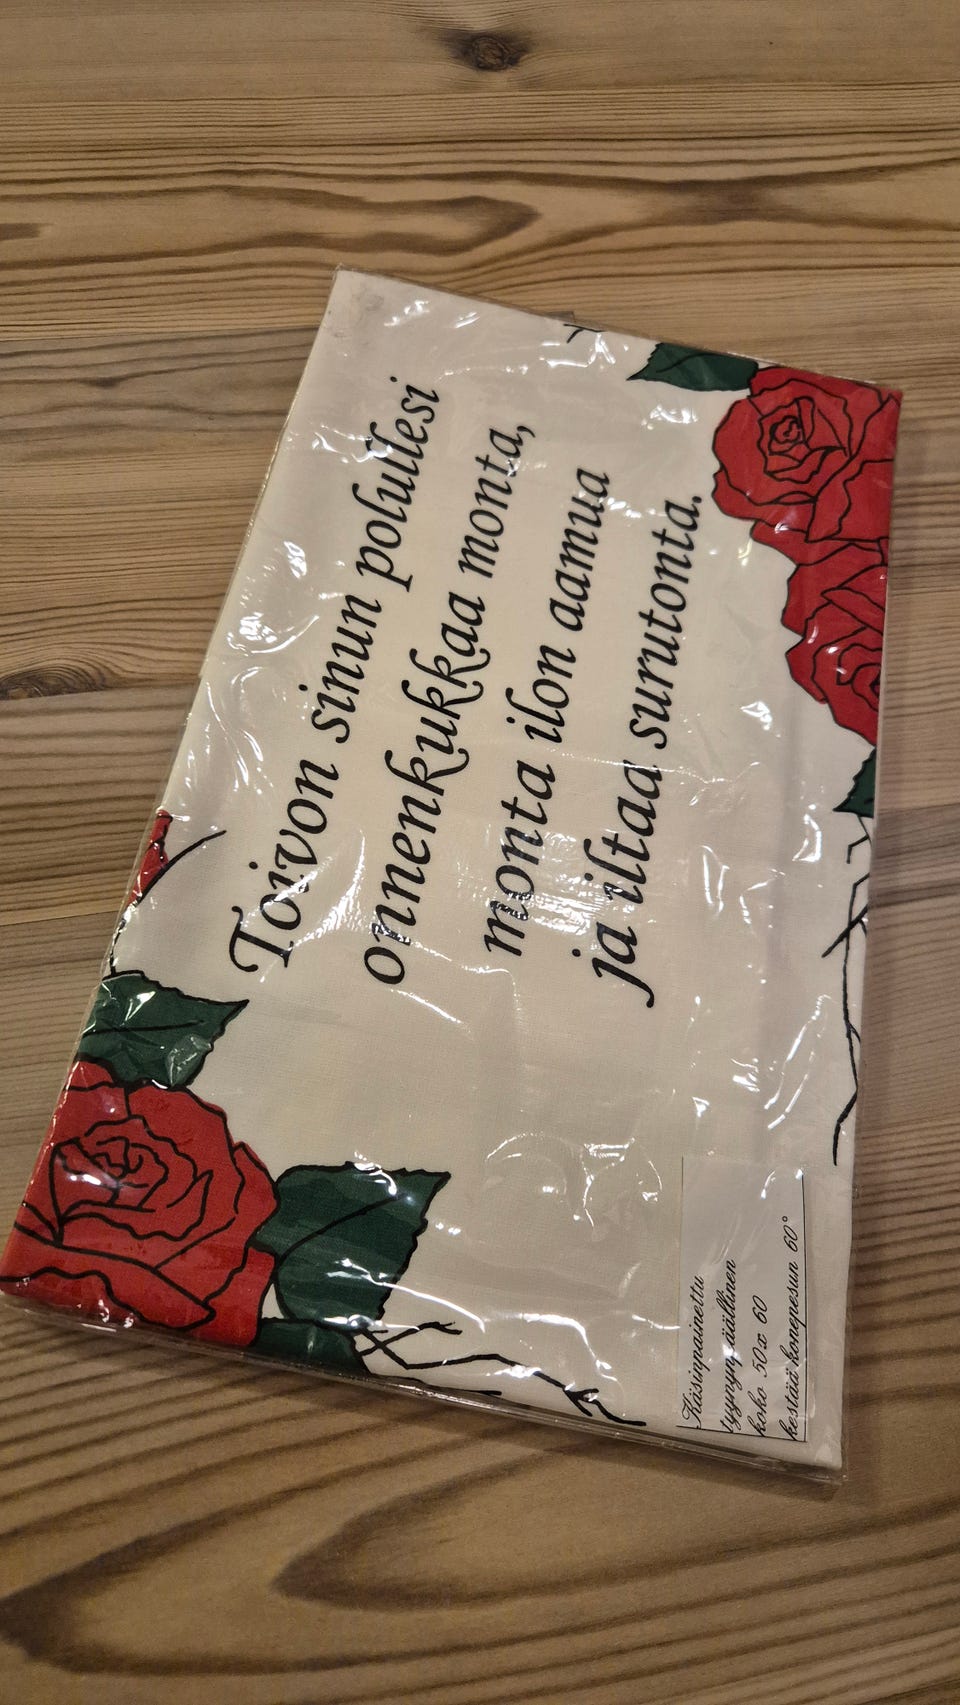 Toivon sinun polullesi
onnenkukkaa monta,
monta ilon aamua
ja iltaa surutonta.
Käsinpainettu
tyynynpäällinen
koko 50 x 60
kestää konepesun 60°